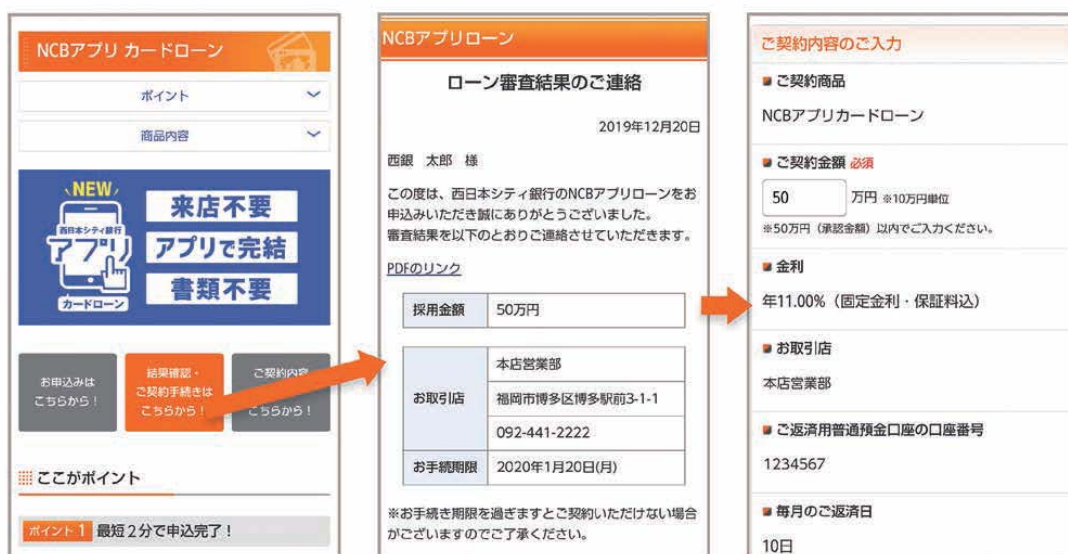 NCBアプリ カードローン
ポイント
商品内容
NEW
西日本シティ銀行
アプリ
カードローン
来店不要
アプリで完結
書類不要
お申込みは
こちらから！
結果確認・
ご契約手続きは
こちらから！
ご契約内容
こちらから！
ここがポイント
ポイント1 最短２分で申込完了！
NCBアプリローン
ローン審査結果のご連絡
2019年12月20日
西銀 太郎 様
この度は、西日本シティ銀行のNCBアプリローンをお
申込みいただき誠にありがとうございました。
審査結果を以下のとおりご連絡させていただきます。
PDFのリンク
採用金額 50万円
お取引店 本店営業部
福岡市博多区博多駅前3-1-1
092-441-2222
お手続期限 2020年1月20日(月)
※お手続き期限を過ぎますとご契約いただけない場合
がございますのでご了承ください。
ご契約内容のご入力
ご契約商品
NCBアプリカードローン
ご契約金額 必須
50 万円 ※10万円単位
※50万円（承認金額）以内でご入力ください。
金利
年11.00%（固定金利・保証料込）
お取引店
本店営業部
ご返済用普通預金口座の口座番号
1234567
毎月のご返済日
10日